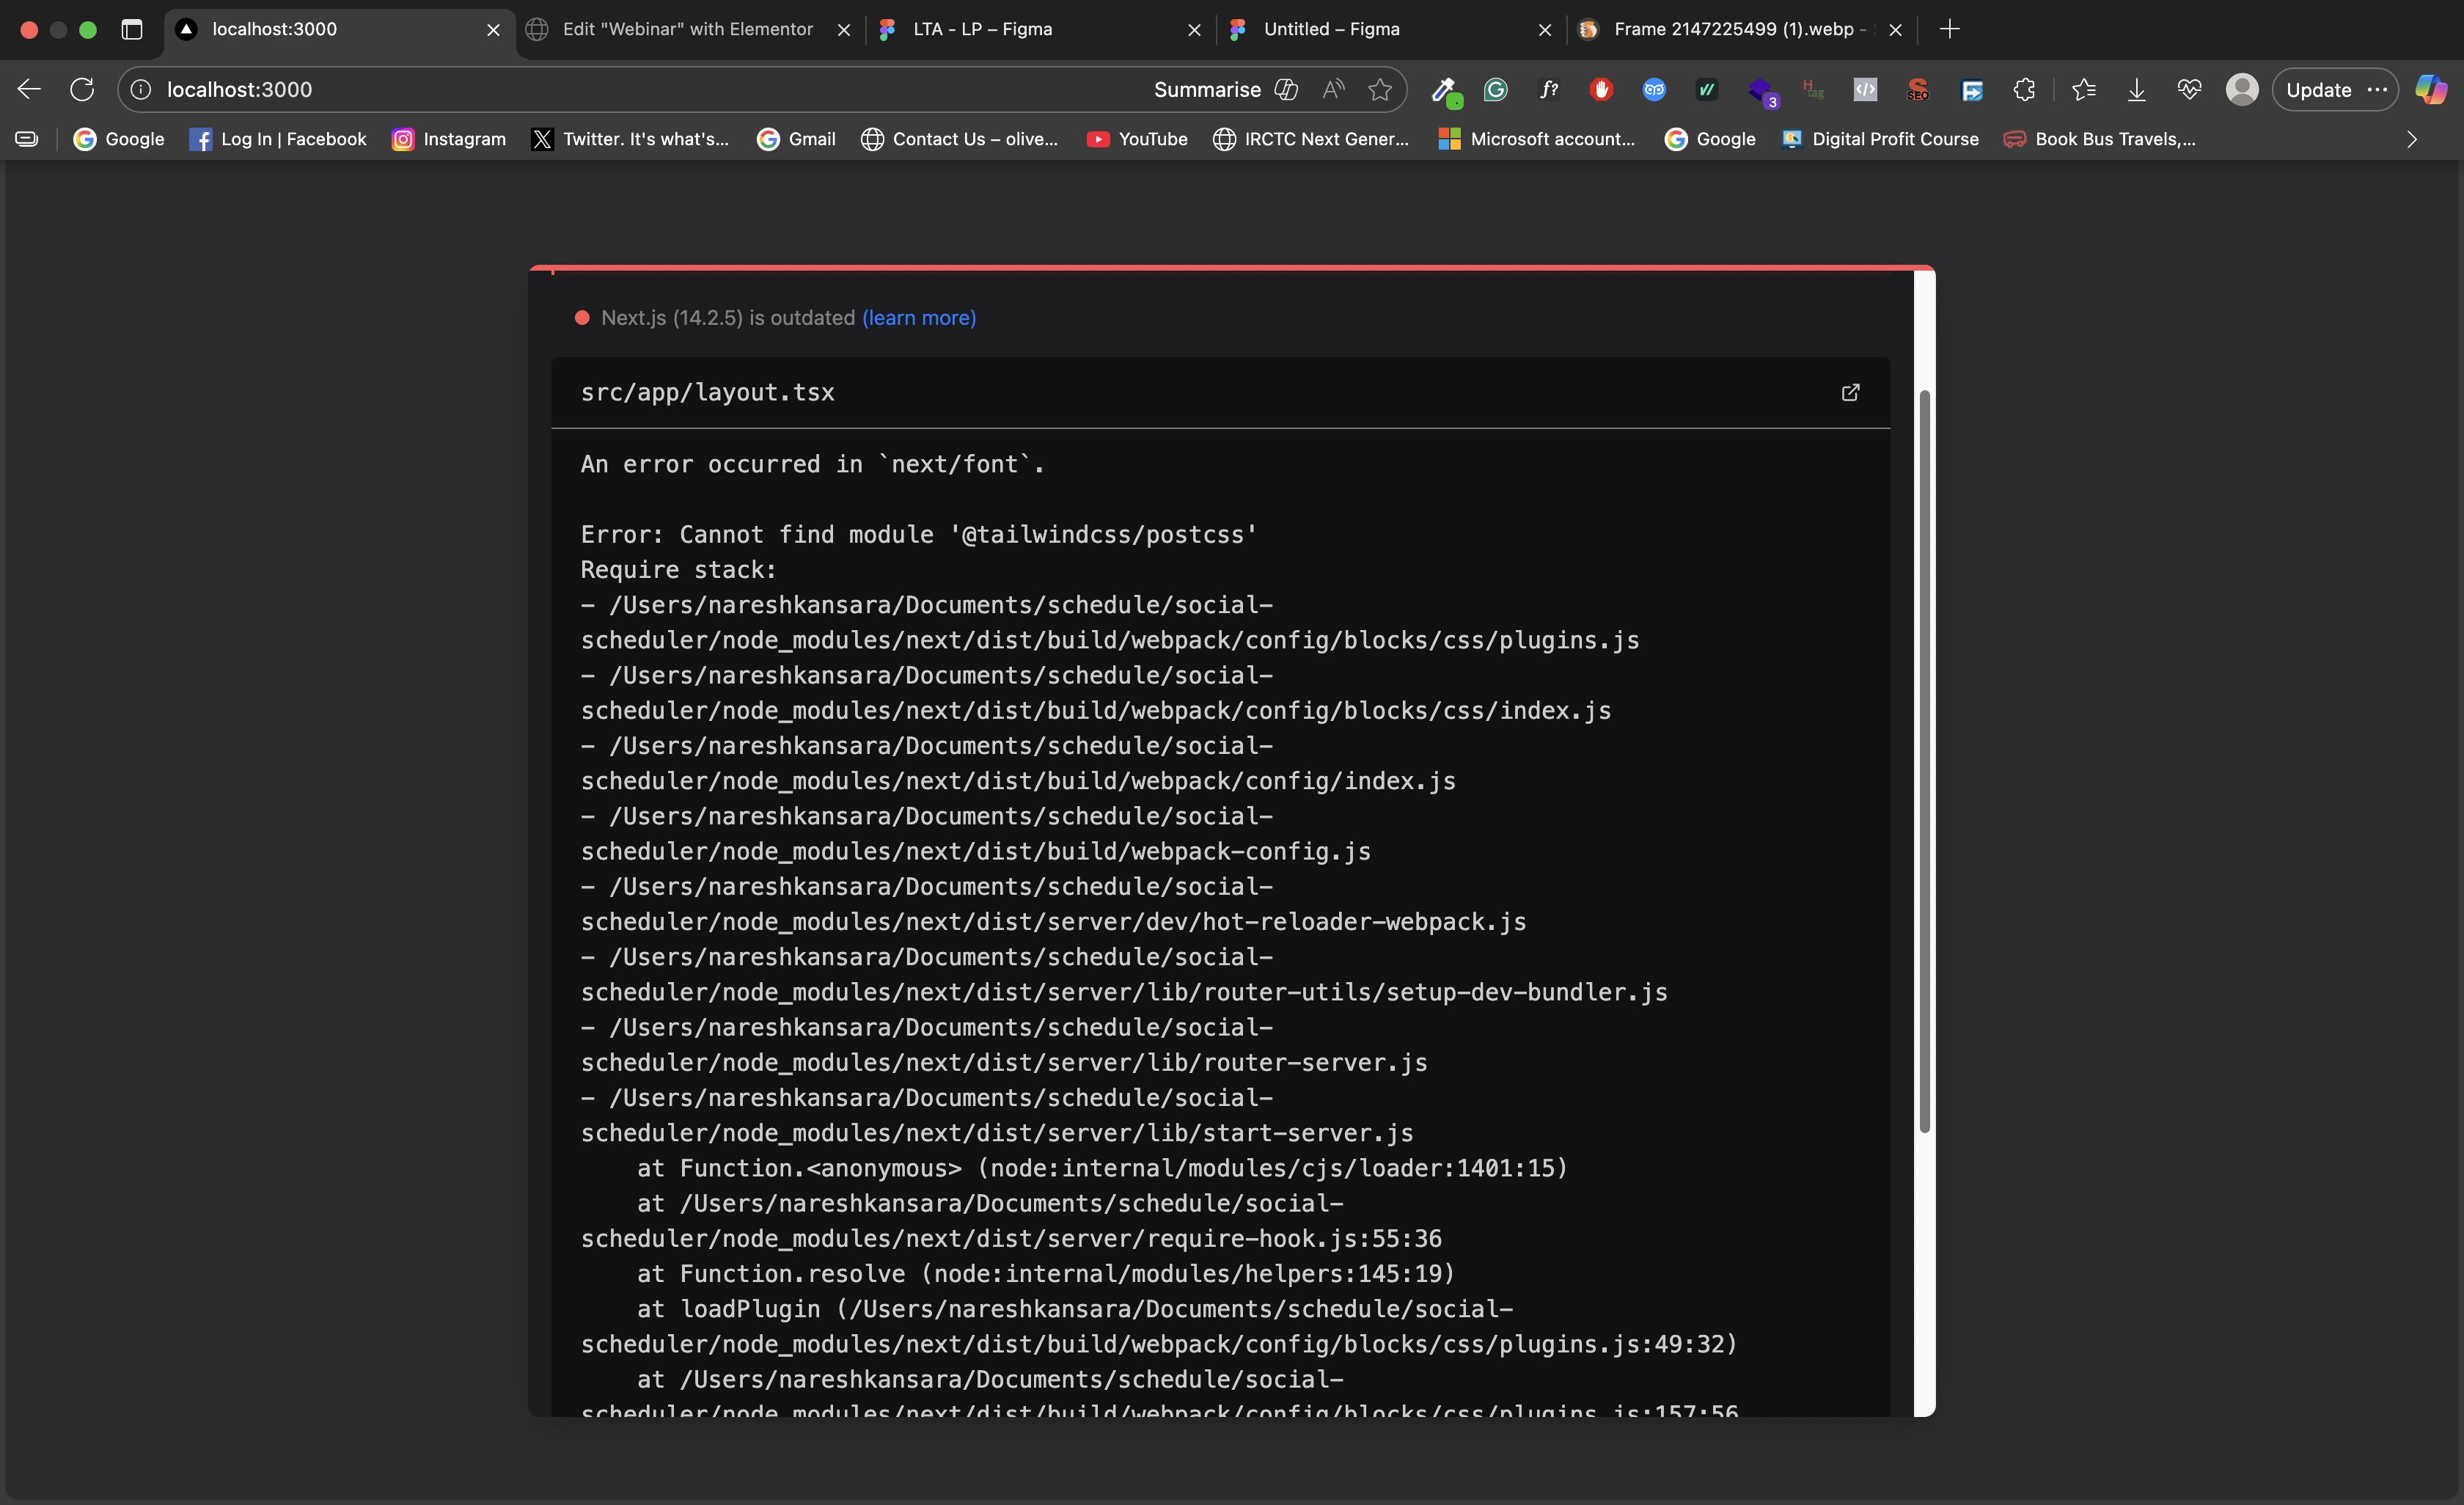 localhost:3000
Edit "Webinar" with Elementor
LTA - LP – Figma
Untitled – Figma
Frame 2147225499 (1).webp -
localhost:3000
Summarise
f?
3
H tag
SEO
Update
Google
Log In | Facebook
Instagram
Twitter. It's what's...
Gmail
Contact Us – olive...
YouTube
IRCTC Next Gener...
Microsoft account...
Google
Digital Profit Course
Book Bus Travels,...
Next.js (14.2.5) is outdated (learn more)
src/app/layout.tsx
An error occurred in `next/font`.
Error: Cannot find module '@tailwindcss/postcss'
Require stack:
- /Users/nareshkansara/Documents/schedule/social-
scheduler/node_modules/next/dist/build/webpack/config/blocks/css/plugins.js
- /Users/nareshkansara/Documents/schedule/social-
scheduler/node_modules/next/dist/build/webpack/config/blocks/css/index.js
- /Users/nareshkansara/Documents/schedule/social-
scheduler/node_modules/next/dist/build/webpack/config/index.js
- /Users/nareshkansara/Documents/schedule/social-
scheduler/node_modules/next/dist/build/webpack-config.js
- /Users/nareshkansara/Documents/schedule/social-
scheduler/node_modules/next/dist/server/dev/hot-reloader-webpack.js
- /Users/nareshkansara/Documents/schedule/social-
scheduler/node_modules/next/dist/server/lib/router-utils/setup-dev-bundler.js
- /Users/nareshkansara/Documents/schedule/social-
scheduler/node_modules/next/dist/server/lib/router-server.js
- /Users/nareshkansara/Documents/schedule/social-
scheduler/node_modules/next/dist/server/lib/start-server.js
    at Function.<anonymous> (node:internal/modules/cjs/loader:1401:15)
    at /Users/nareshkansara/Documents/schedule/social-
scheduler/node_modules/next/dist/server/require-hook.js:55:36
    at Function.resolve (node:internal/modules/helpers:145:19)
    at loadPlugin (/Users/nareshkansara/Documents/schedule/social-
scheduler/node_modules/next/dist/build/webpack/config/blocks/css/plugins.js:49:32)
    at /Users/nareshkansara/Documents/schedule/social-
scheduler/node_modules/next/dist/build/webpack/config/blocks/css/plugins.js:157:56